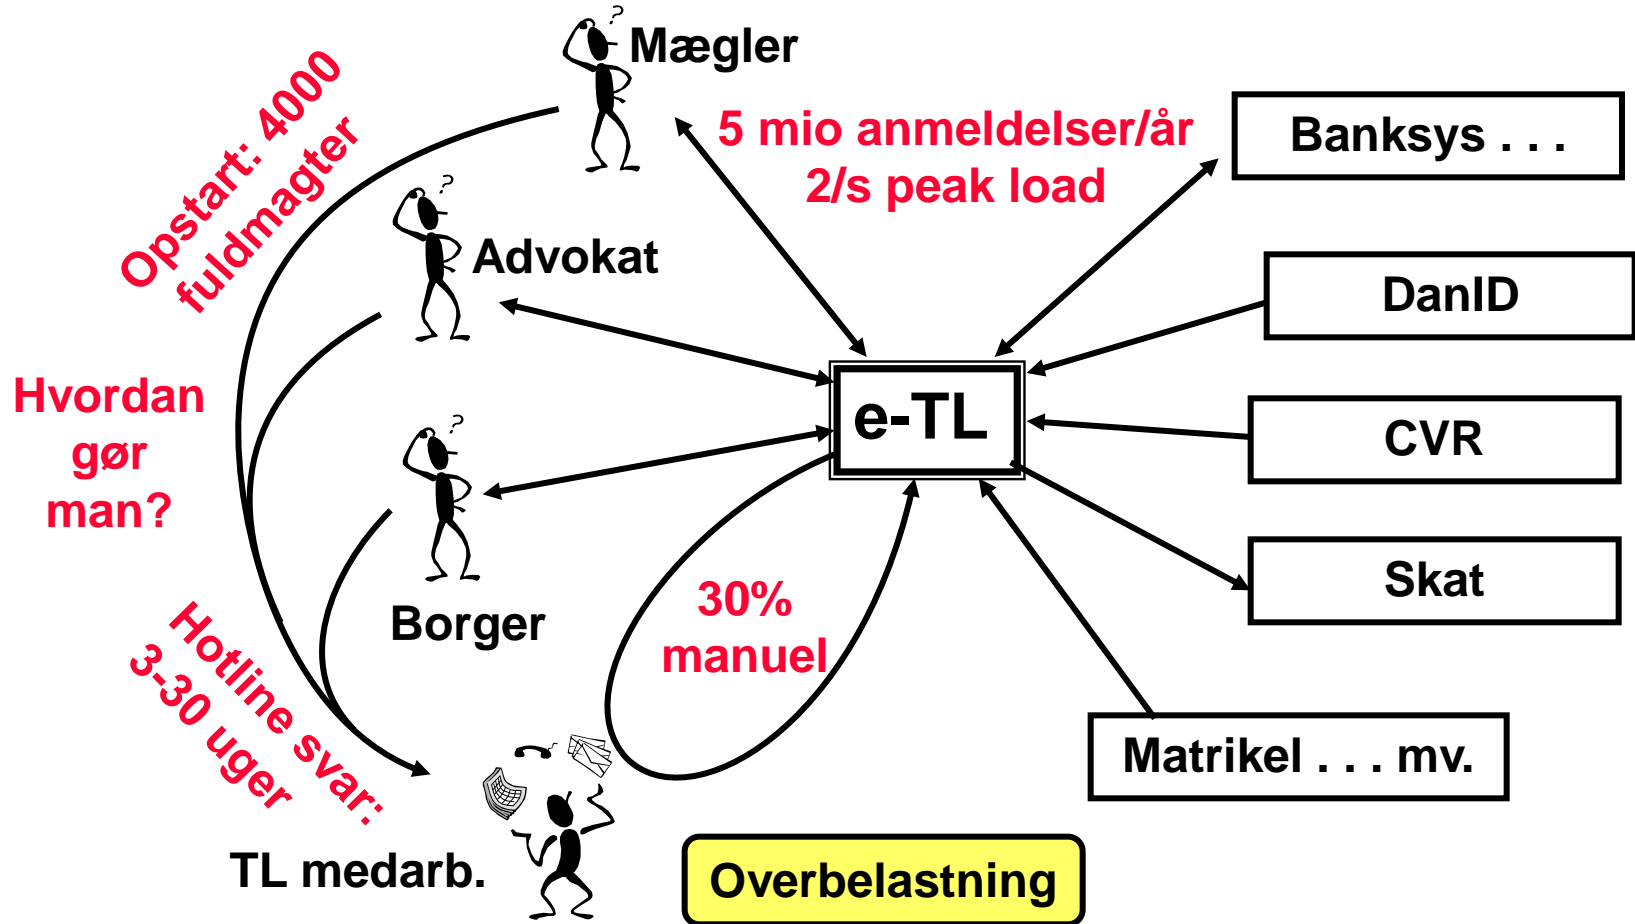 ?
Mægler
Opstart: 4000
fuldmagter
5 mio anmeldelser/år
2/s peak load
Banksys . . .
?
Advokat
DanID
Hvordan
gør
man?
e-TL
CVR
?
Borger
Skat
30%
manuel
Hotline svar:
3-30 uger
Matrikel . . . mv.
TL medarb.
Overbelastning